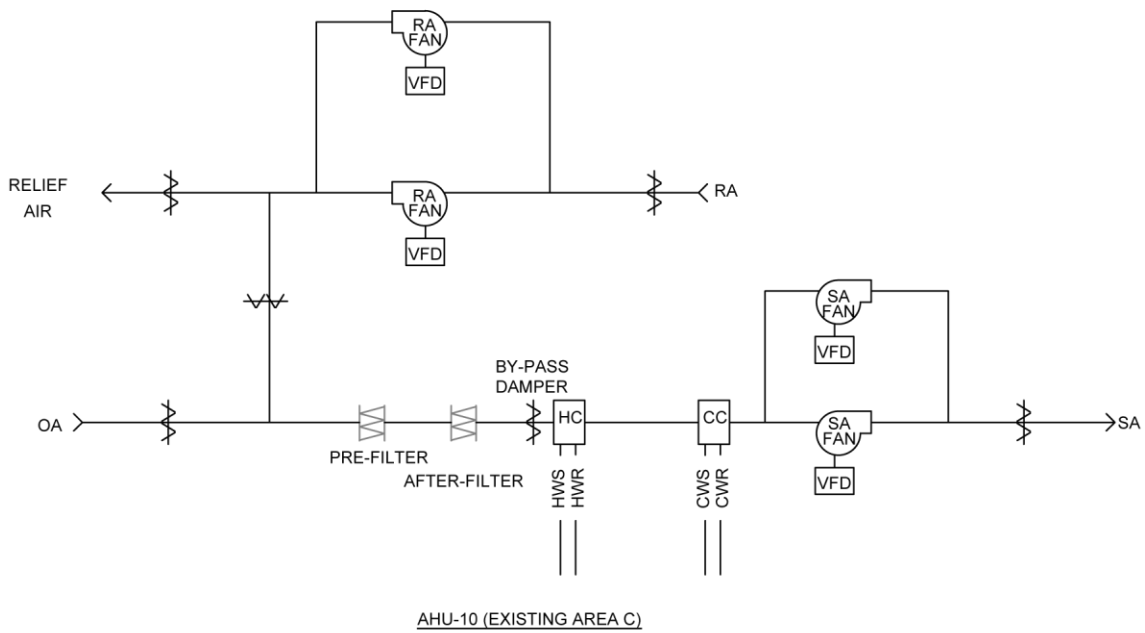 RA
FAN
VFD
RELIEF
AIR
RA
FAN
VFD
RA
SA
FAN
VFD
BY-PASS
DAMPER
OA
PRE-FILTER
AFTER-FILTER
HC
CC
SA
FAN
VFD
SA
HWS
HWR
CWS
CWR
AHU-10 (EXISTING AREA C)